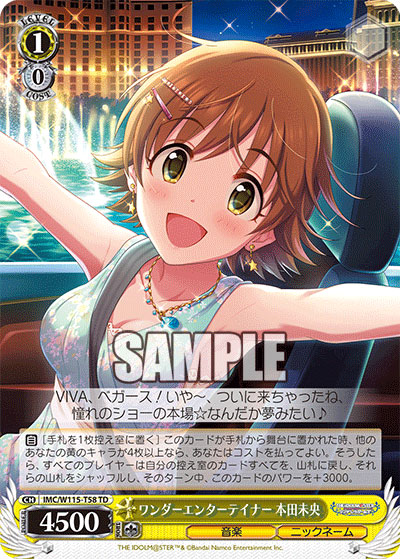 LEVEL
1
0
COST
SAMPLE
VIVA、ベガース！いや〜、ついに来ちゃったね、
憧れのショーの本場☆なんだか夢みたい♪
自 ［手札を1枚控え室に置く］ このカードが手札から舞台に置かれた時、他の
あなたの黄のキャラが4枚以上なら、あなたはコストを払ってよい。そうした
ら、すべてのプレイヤーは自分の控え室のカードすべてを、山札に戻し、それ
らの山札をシャッフルし、そのターン中、このカードのパワーを＋3000。
CH IMC/W115-T58 TD
ワンダーエンターテイナー 本田未央
4500
音楽
ニックネーム
THE IDOLM@STER™ & ©Bandai Namco Entertainment Inc.